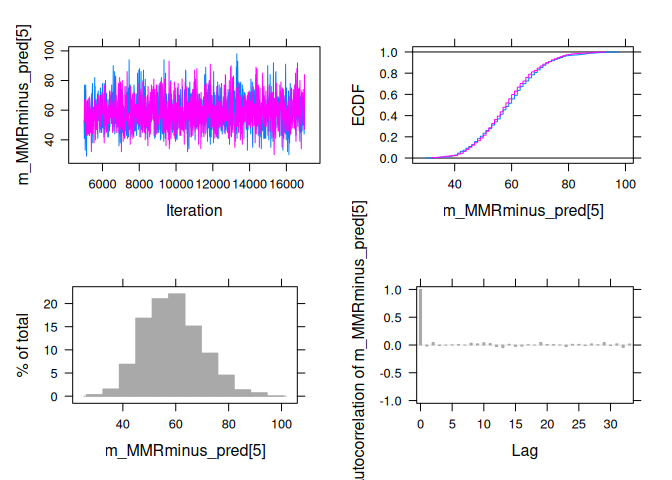 m_MMRminus_pred[5]
100
80
60
40
6000 8000 10000 12000 14000 16000
Iteration
ECDF
1.0
0.8
0.6
0.4
0.2
0.0
40 60 80 100
m_MMRminus_pred[5]
% of total
20
15
10
5
0
40 60 80 100
m_MMRminus_pred[5]
utocorrelation of m_MMRminus_pred[5]
1.0
0.5
0.0
-0.5
-1.0
0 5 10 15 20 25 30
Lag